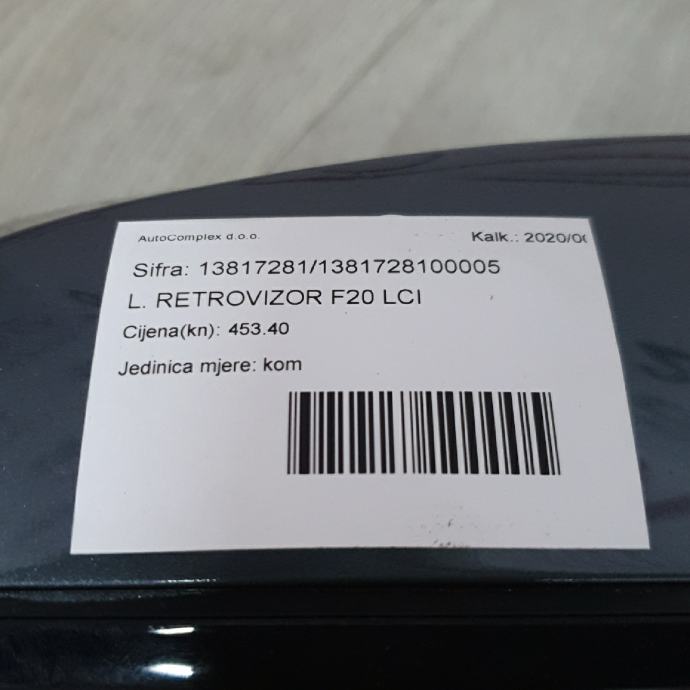 AutoComplex d.o.o.
Kalk.: 2020/0
Sifra: 13817281/1381728100005
L. RETROVIZOR F20 LCI
Cijena(kn): 453.40
Jedinica mjere: kom